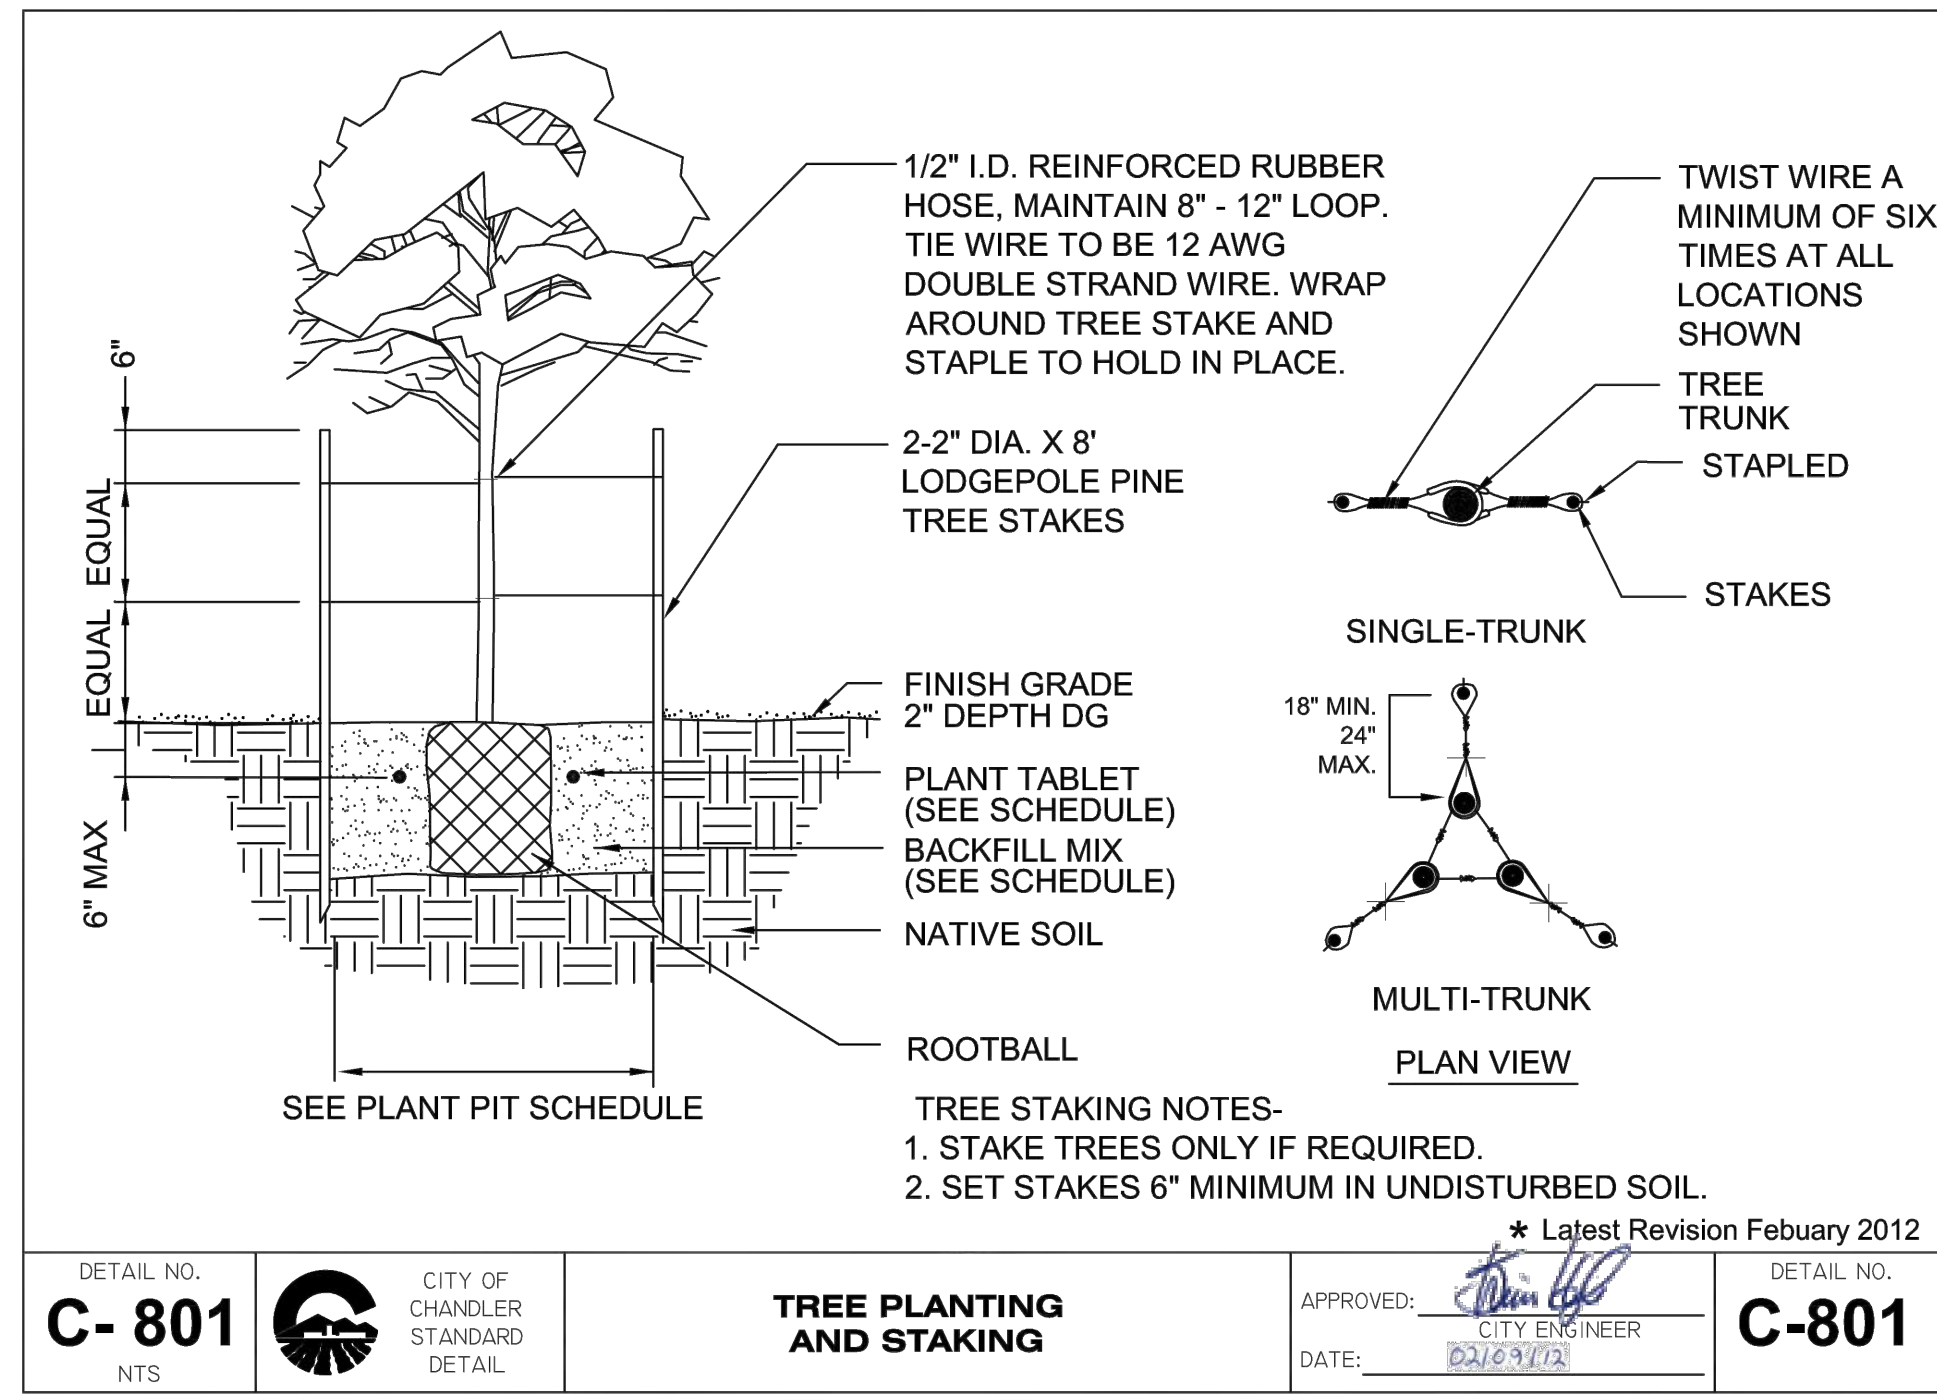 1/2" I.D. REINFORCED RUBBER
HOSE, MAINTAIN 8" - 12" LOOP.
TIE WIRE TO BE 12 AWG
DOUBLE STRAND WIRE. WRAP
AROUND TREE STAKE AND
STAPLE TO HOLD IN PLACE.
2-2" DIA. X 8'
LODGEPOLE PINE
TREE STAKES
FINISH GRADE
2" DEPTH DG
PLANT TABLET
(SEE SCHEDULE)
BACKFILL MIX
(SEE SCHEDULE)
NATIVE SOIL
ROOTBALL
6"
EQUAL
EQUAL
6" MAX
SEE PLANT PIT SCHEDULE
TWIST WIRE A
MINIMUM OF SIX
TIMES AT ALL
LOCATIONS
SHOWN
TREE
TRUNK
STAPLED
STAKES
SINGLE-TRUNK
18" MIN.
24"
MAX.
MULTI-TRUNK
PLAN VIEW
TREE STAKING NOTES-
1. STAKE TREES ONLY IF REQUIRED.
2. SET STAKES 6" MINIMUM IN UNDISTURBED SOIL.
* Latest Revision Febuary 2012
DETAIL NO.
C- 801
NTS
CITY OF
CHANDLER
STANDARD
DETAIL
TREE PLANTING
AND STAKING
APPROVED:
CITY ENGINEER
DATE: 02/09/12
DETAIL NO.
C-801